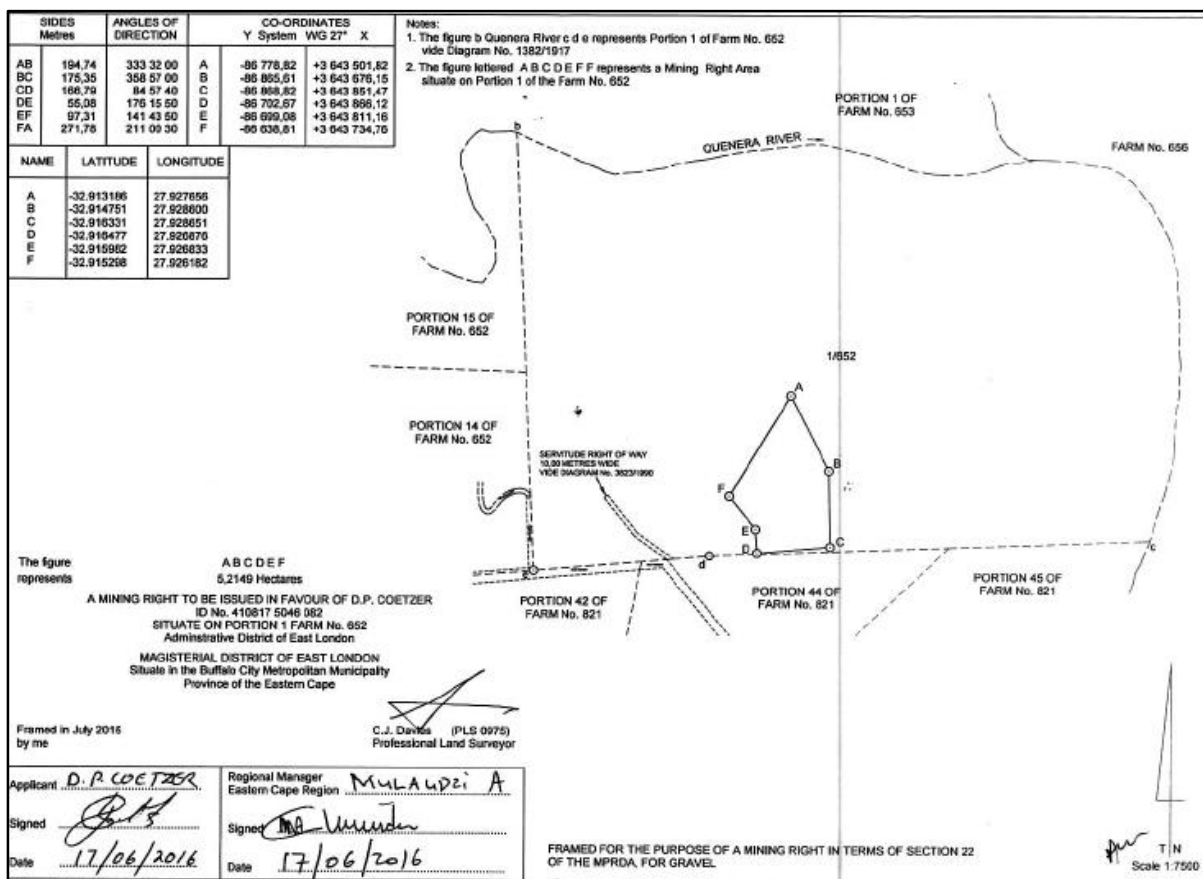 SIDES Metres	ANGLES OF DIRECTION	CO-ORDINATES Y System WG 27° X
AB	194,74	333 32 00	A	-86 778,82	+3 643 501,82
BC	175,35	358 57 00	B	-86 865,61	+3 643 676,15
CD	166,79	84 57 40	C	-86 868,82	+3 643 851,47
DE	55,08	176 15 50	D	-86 702,67	+3 643 866,12
EF	97,31	141 43 50	E	-86 699,08	+3 643 811,16
FA	271,78	211 00 30	F	-86 638,81	+3 643 734,76
NAME	LATITUDE	LONGITUDE
A	-32.913186	27.927656
B	-32.914751	27.928600
C	-32.916331	27.928651
D	-32.916477	27.926876
E	-32.915982	27.926833
F	-32.915298	27.926182
Notes:
1. The figure b Quenera River c d e represents Portion 1 of Farm No. 652
vide Diagram No. 1382/1917
2. The figure lettered A B C D E F F represents a Mining Right Area
situate on Portion 1 of the Farm No. 652
PORTION 1 OF
FARM No. 653
b
QUENERA RIVER
FARM No. 656
PORTION 15 OF
FARM No. 652
1/652
A
PORTION 14 OF
FARM No. 652
SERVITUDE RIGHT OF WAY
10,00 METRES WIDE
VIDE DIAGRAM No. 3823/1990
B
F
E
D
C
c
d
PORTION 42 OF
FARM No. 821
PORTION 44 OF
FARM No. 821
PORTION 45 OF
FARM No. 821
The figure
represents
A B C D E F
5,2149 Hectares
A MINING RIGHT TO BE ISSUED IN FAVOUR OF D.P. COETZER
ID No. 410817 5046 082
SITUATE ON PORTION 1 FARM No. 652
Adminstrative District of East London
MAGISTERIAL DISTRICT OF EAST LONDON
Situate in the Buffalo City Metropolitan Municipality
Province of the Eastern Cape
Framed in July 2016
by me
C.J. Davies (PLS 0975)
Professional Land Surveyor
Applicant D.P. COETZER
Signed
Date 17/06/2016
Regional Manager
Eastern Cape Region MULAUDZI A
Signed
Date 17/06/2016
FRAMED FOR THE PURPOSE OF A MINING RIGHT IN TERMS OF SECTION 22
OF THE MPRDA, FOR GRAVEL
T N
Scale 1:7500